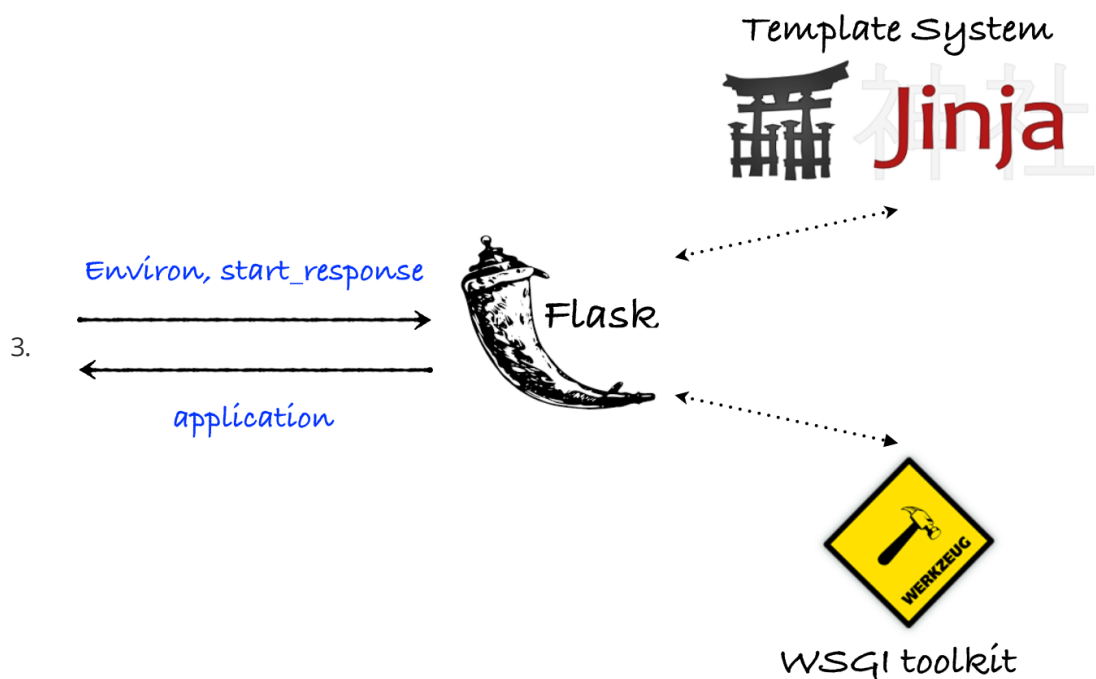 Template System
神社
Jinja
Environ, start_response
Flask
3.
application
WERKZEUG
WSGI toolkit